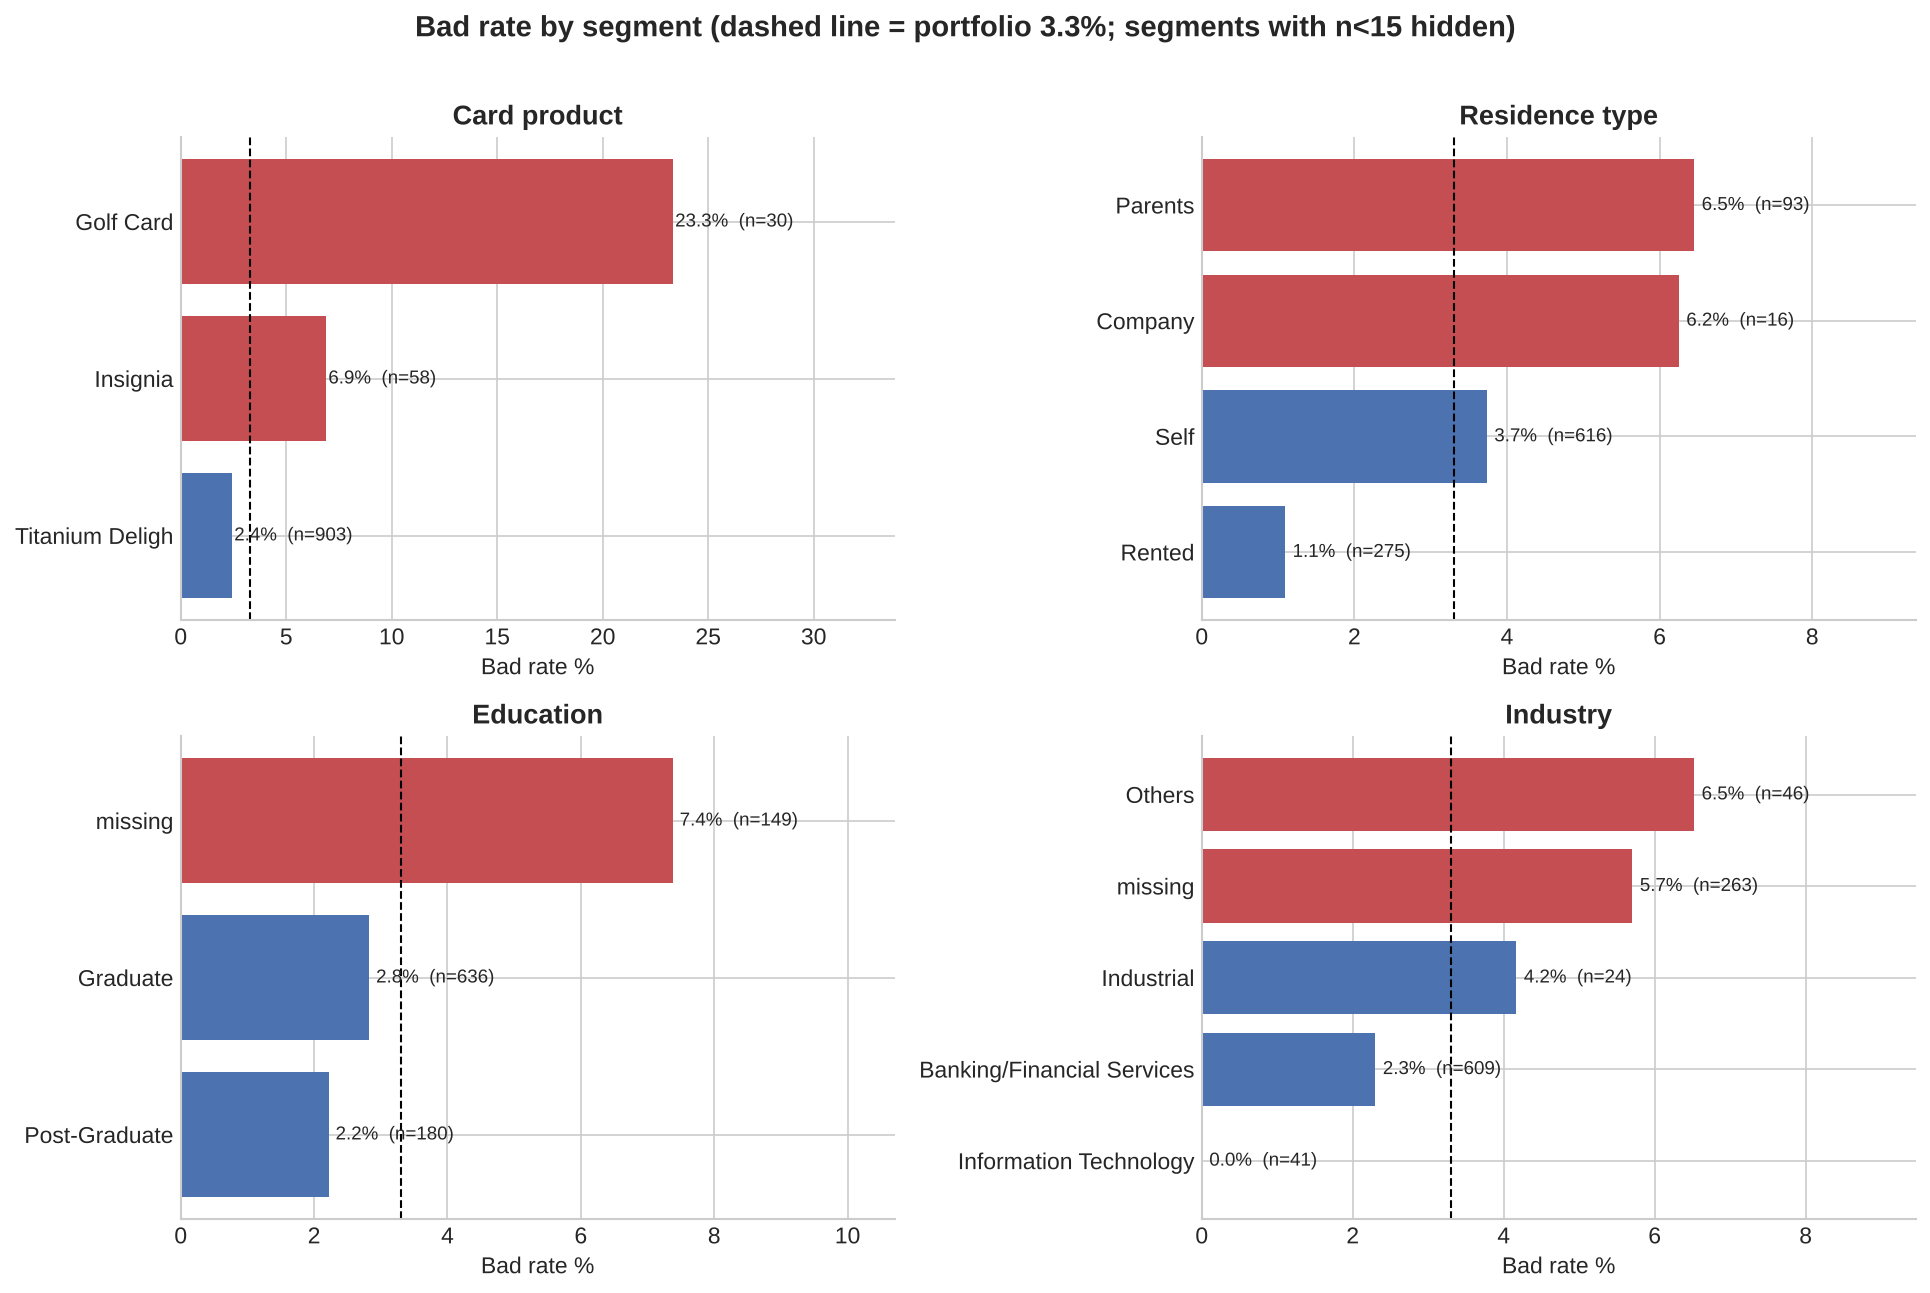 Bad rate by segment (dashed line = portfolio 3.3%; segments with n<15 hidden)
Card product
Golf Card
23.3%  (n=30)
Insignia
6.9%  (n=58)
Titanium Deligh
2.4%  (n=903)
0 5 10 15 20 25 30
Bad rate %
Residence type
Parents
6.5%  (n=93)
Company
6.2%  (n=16)
Self
3.7%  (n=616)
Rented
1.1%  (n=275)
0 2 4 6 8
Bad rate %
Education
missing
7.4%  (n=149)
Graduate
2.8%  (n=636)
Post-Graduate
2.2%  (n=180)
0 2 4 6 8 10
Bad rate %
Industry
Others
6.5%  (n=46)
missing
5.7%  (n=263)
Industrial
4.2%  (n=24)
Banking/Financial Services
2.3%  (n=609)
Information Technology
0.0%  (n=41)
0 2 4 6 8
Bad rate %